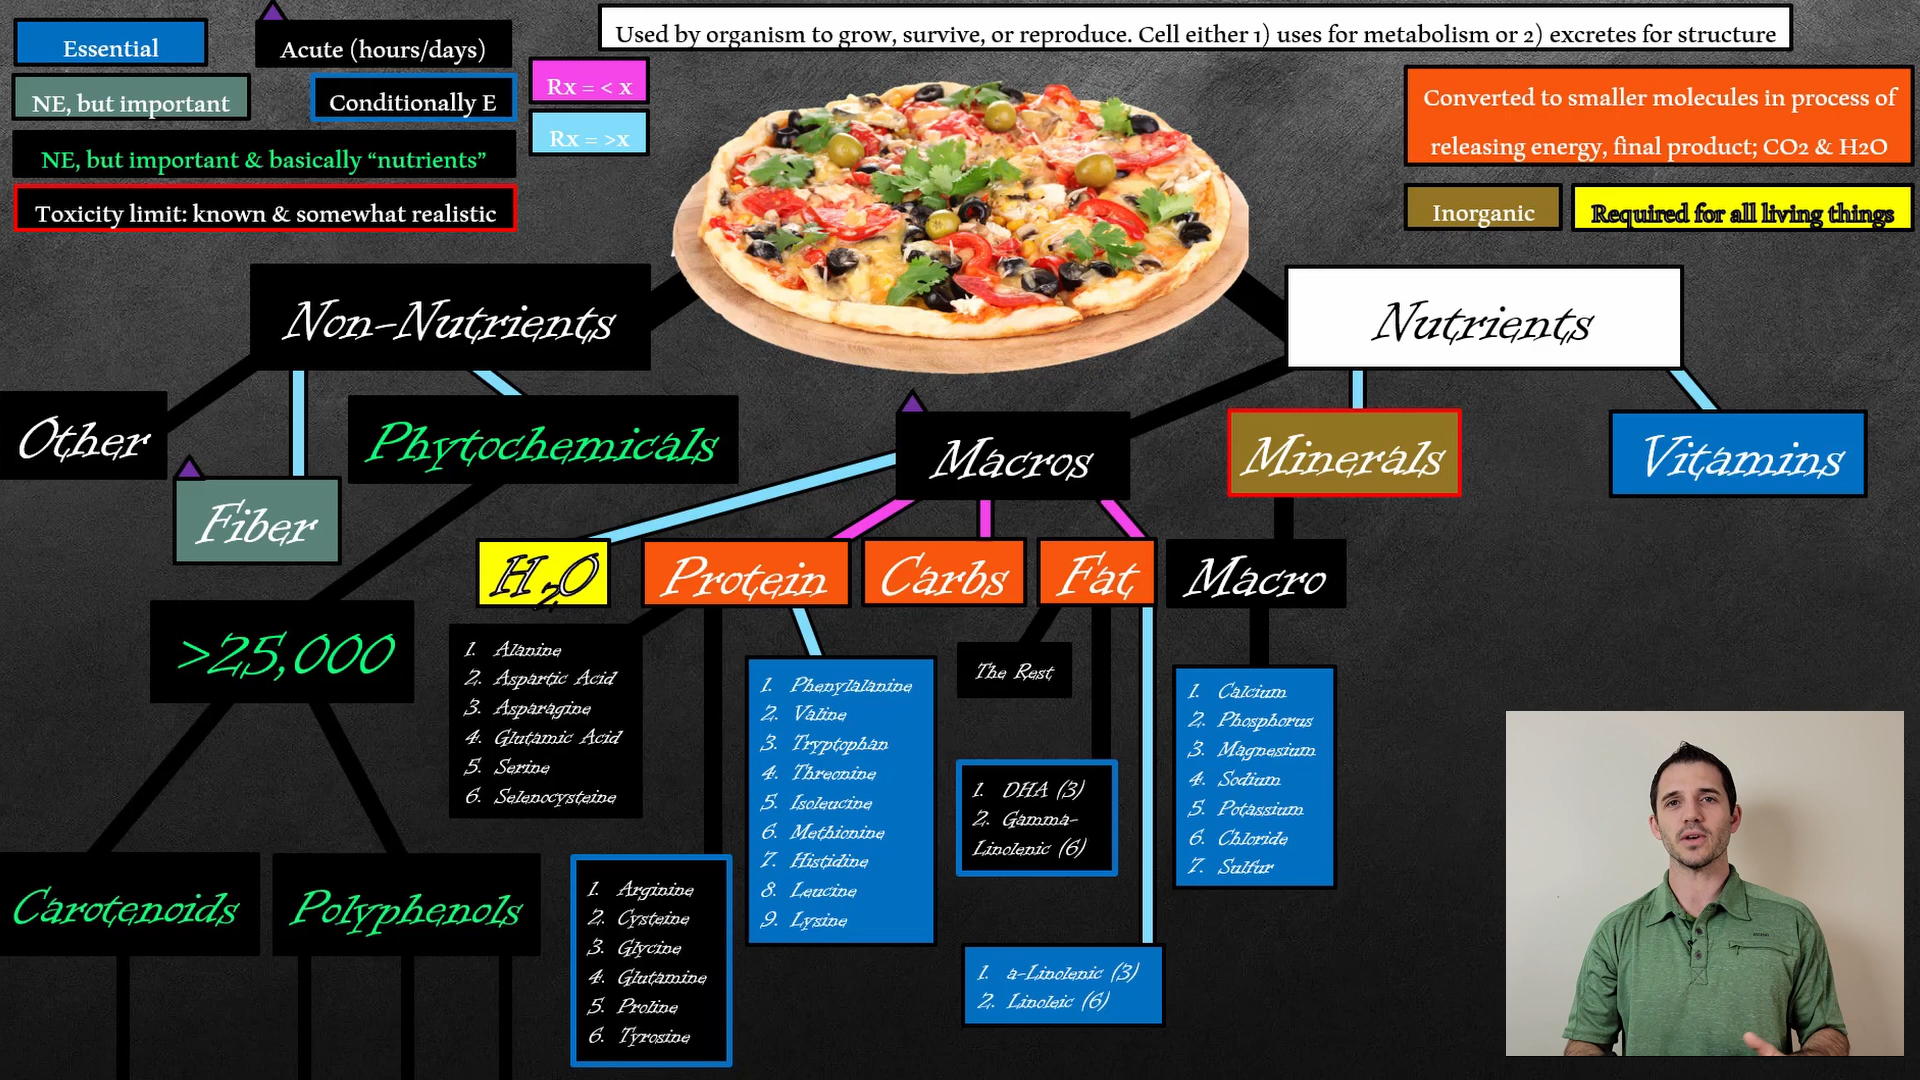 Essential
Acute (hours/days)
Used by organism to grow, survive, or reproduce. Cell either 1) uses for metabolism or 2) excretes for structure
NE, but important
Conditionally E
Rx = < x
Rx = >x
NE, but important & basically “nutrients”
Toxicity limit: known & somewhat realistic
Converted to smaller molecules in process of
releasing energy, final product; CO2 & H2O
Inorganic
Required for all living things
Non-Nutrients
Nutrients
Other
Phytochemicals
Fiber
Macros
Minerals
Vitamins
H2O
Protein
Carbs
Fat
Macro
>25,000
1. Alanine
2. Aspartic Acid
3. Asparagine
4. Glutamic Acid
5. Serine
6. Selenocysteine
1. Phenylalanine
2. Valine
3. Tryptophan
4. Threonine
5. Isoleucine
6. Methionine
7. Histidine
8. Leucine
9. Lysine
The Rest
1. DHA (3)
2. Gamma-
Linolenic (6)
1. Calcium
2. Phosphorus
3. Magnesium
4. Sodium
5. Potassium
6. Chloride
7. Sulfur
Carotenoids
Polyphenols
1. Arginine
2. Cysteine
3. Glycine
4. Glutamine
5. Proline
6. Tyrosine
1. a-Linolenic (3)
2. Linoleic (6)